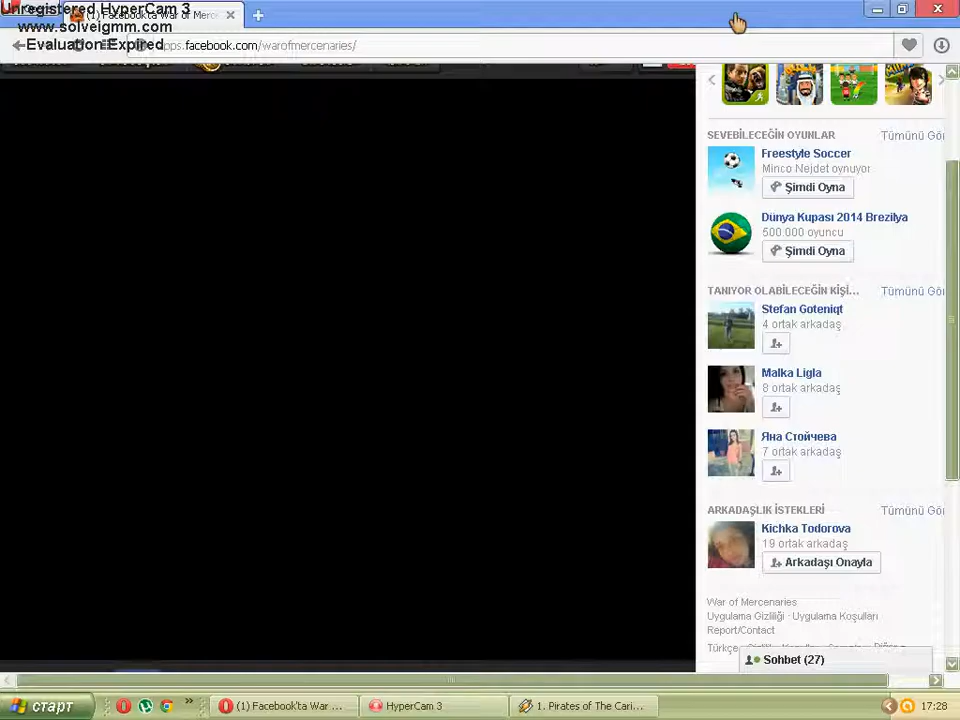 Unregistered HyperCam 3
(1) Facebook'ta War of Merc
www.solveigmm.com
Evaluation Expired
apps.facebook.com/warofmercenaries/
SEVEBİLECEĞİN OYUNLAR
Tümünü Gör
Freestyle Soccer
Minco Nejdet oynuyor
Şimdi Oyna
Dünya Kupası 2014 Brezilya
500.000 oyuncu
Şimdi Oyna
TANIYOR OLABİLECEĞİN KİŞİ...
Tümünü Gör
Stefan Goteniqt
4 ortak arkadaş
Malka Ligla
8 ortak arkadaş
Яна Стойчева
7 ortak arkadaş
ARKADAŞLIK İSTEKLERİ
Tümünü Gör
Kichka Todorova
19 ortak arkadaş
Arkadaşı Onayla
War of Mercenaries
Uygulama Gizliliği · Uygulama Koşulları
Report/Contact
Türkçe
Sohbet (27)
старт
(1) Facebook'ta War ...
HyperCam 3
1. Pirates of The Cari...
17:28